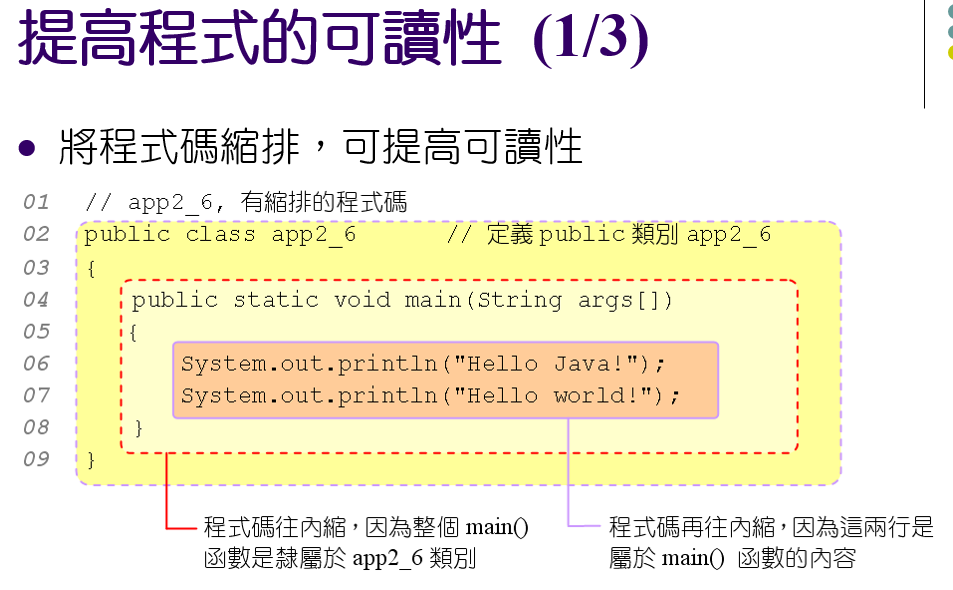 提高程式的可讀性 (1/3)
● 將程式碼縮排，可提高可讀性
01 // app2_6, 有縮排的程式碼
02 public class app2_6 // 定義 public 類別 app2_6
03 {
04 public static void main(String args[])
05 {
06 System.out.println("Hello Java!");
07 System.out.println("Hello world!");
08 }
09 }
程式碼往內縮，因為整個 main()
函數是隸屬於 app2_6 類別
程式碼再往內縮，因為這兩行是
屬於 main() 函數的內容